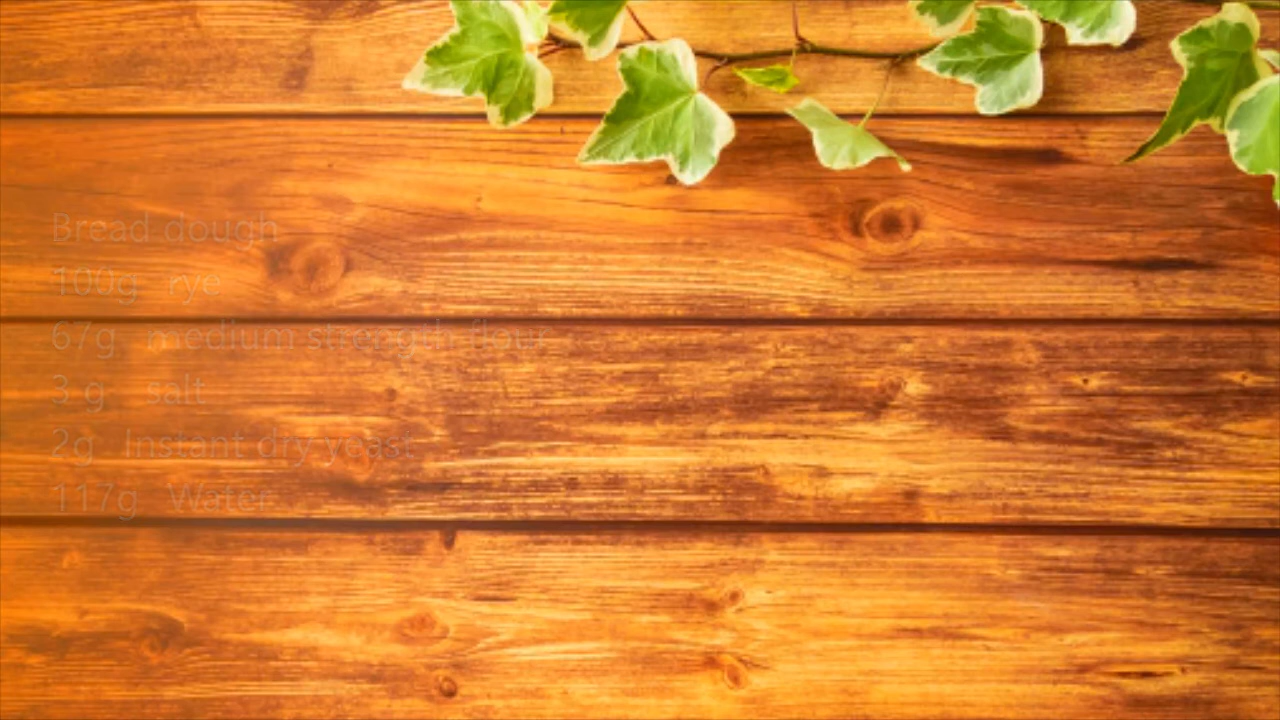 Bread dough
100g rye
67g medium strength flour
3 g salt
2g Instant dry yeast
117g Water